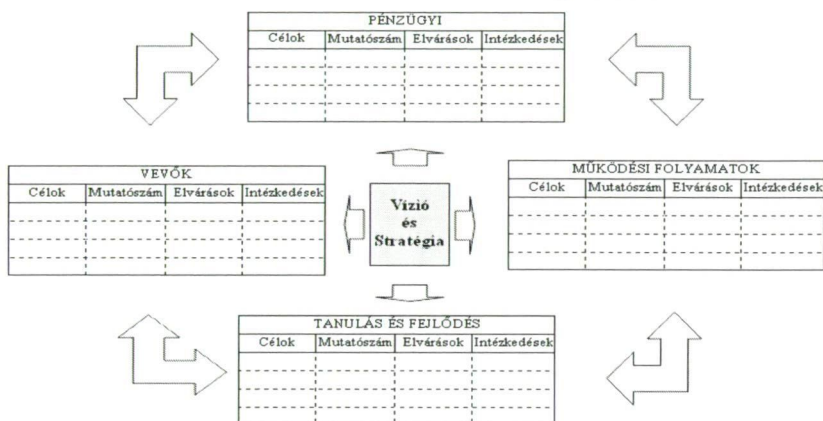 PÉNZÜGYI
Célok Mutatószám Elvárások Intézkedések
VEVŐK
Célok Mutatószám Elvárások Intézkedések
Vízió
és
Stratégia
MŰKÖDÉSI FOLYAMATOK
Célok Mutatószám Elvárások Intézkedések
TANULÁS ÉS FEJLŐDÉS
Célok Mutatószám Elvárások Intézkedések